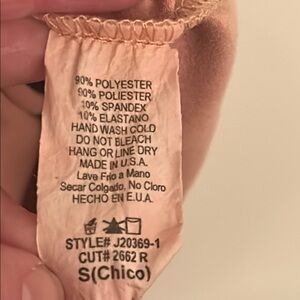 90% POLYESTER
90% POLIESTER
10% SPANDEX
10% ELASTANO
HAND WASH COLD
DO NOT BLEACH
HANG OR LINE DRY
MADE IN U.S.A.
Lave Frio a Mano
Secar Colgado, No Cloro
HECHO EN E.U.A.
STYLE# J20369-1
CUT# 2662 R
S(Chico)